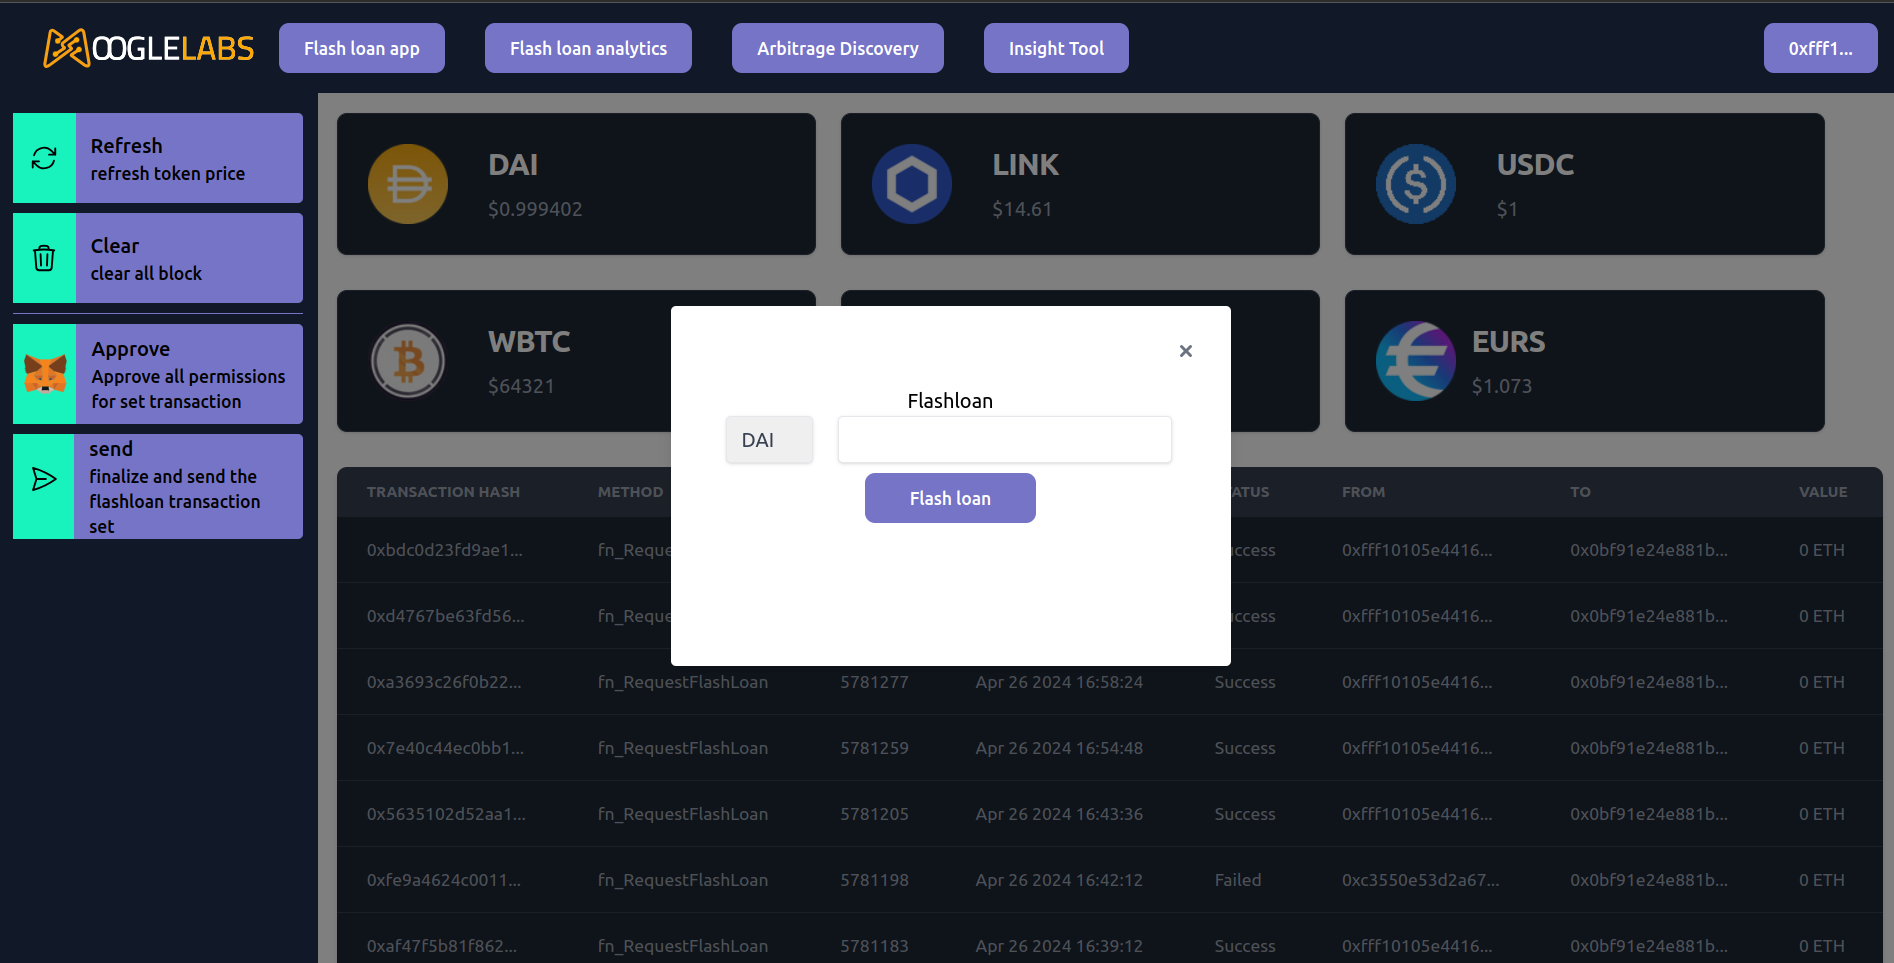 MOOGLELABS
Flash loan app
Flash loan analytics
Arbitrage Discovery
Insight Tool
0xfff1...
Refresh
refresh token price
Clear
clear all block
Approve
Approve all permissions
for set transaction
send
finalize and send the
flashloan transaction
set
DAI
$0.999402
LINK
$14.61
USDC
$1
WBTC
$64321
EURS
$1.073
Flashloan
DAI
Flash loan
TRANSACTION HASH METHOD ATUS FROM TO VALUE
0xbdc0d23fd9ae1... fn_Reque ccess 0xfff10105e4416... 0x0bf91e24e881b... 0 ETH
0xd4767be63fd56... fn_Reque ccess 0xfff10105e4416... 0x0bf91e24e881b... 0 ETH
0xa3693c26f0b22... fn_RequestFlashLoan 5781277 Apr 26 2024 16:58:24 Success 0xfff10105e4416... 0x0bf91e24e881b... 0 ETH
0x7e40c44ec0bb1... fn_RequestFlashLoan 5781259 Apr 26 2024 16:54:48 Success 0xfff10105e4416... 0x0bf91e24e881b... 0 ETH
0x5635102d52aa1... fn_RequestFlashLoan 5781205 Apr 26 2024 16:43:36 Success 0xfff10105e4416... 0x0bf91e24e881b... 0 ETH
0xfe9a4624c0011... fn_RequestFlashLoan 5781198 Apr 26 2024 16:42:12 Failed 0xc3550e53d2a67... 0x0bf91e24e881b... 0 ETH
0xaf47f5b81f862... fn_RequestFlashLoan 5781183 Apr 26 2024 16:39:12 Success 0xfff10105e4416... 0x0bf91e24e881b... 0 ETH